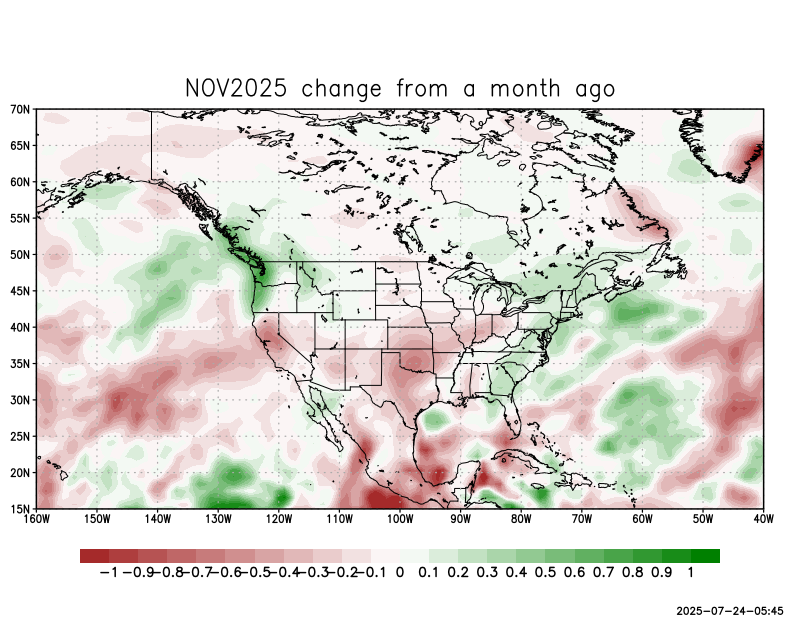 NOV2025 change from a month ago
70N
65N
60N
55N
50N
45N
40N
35N
30N
25N
20N
15N
160W 150W 140W 130W 120W 110W 100W 90W 80W 70W 60W 50W 40W
-1 -0.9 -0.8 -0.7 -0.6 -0.5 -0.4 -0.3 -0.2 -0.1 0 0.1 0.2 0.3 0.4 0.5 0.6 0.7 0.8 0.9 1
2025-07-24-05:45